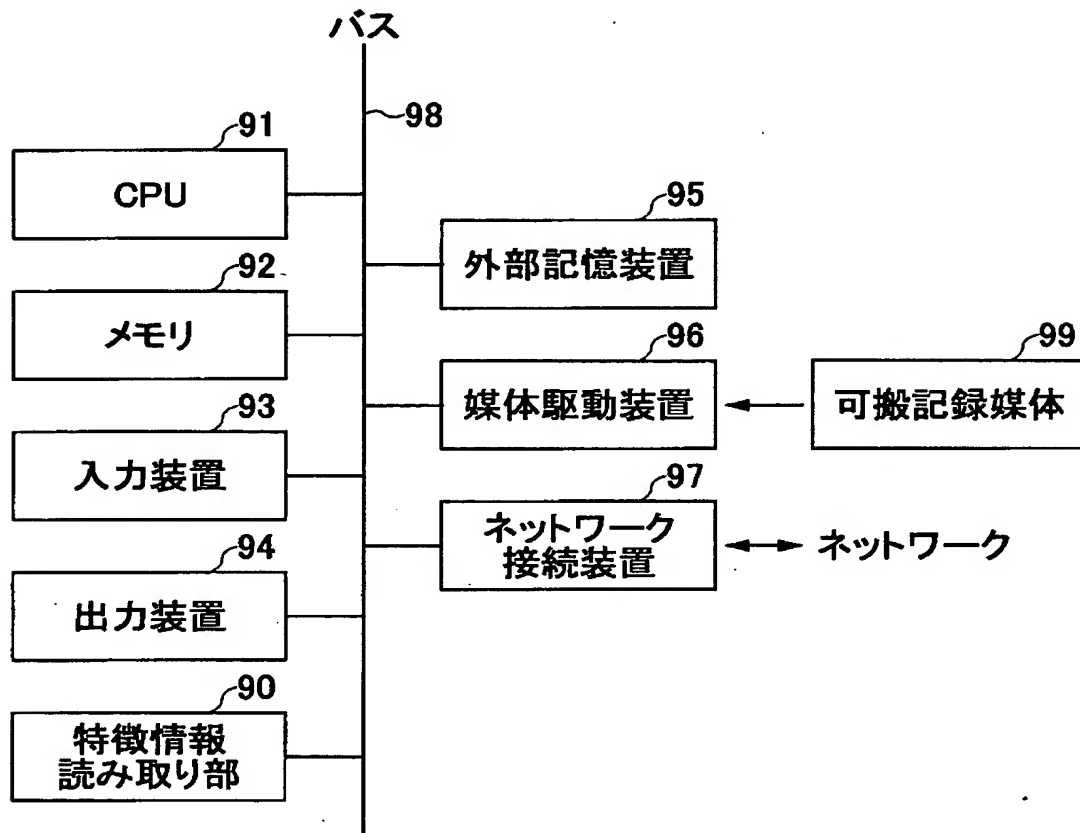 バス
98
91
CPU
95
外部記憶装置
92
メモリ
96
媒体駆動装置
99
可搬記録媒体
93
入力装置
97
ネットワーク
接続装置
ネットワーク
94
出力装置
90
特徴情報
読み取り部